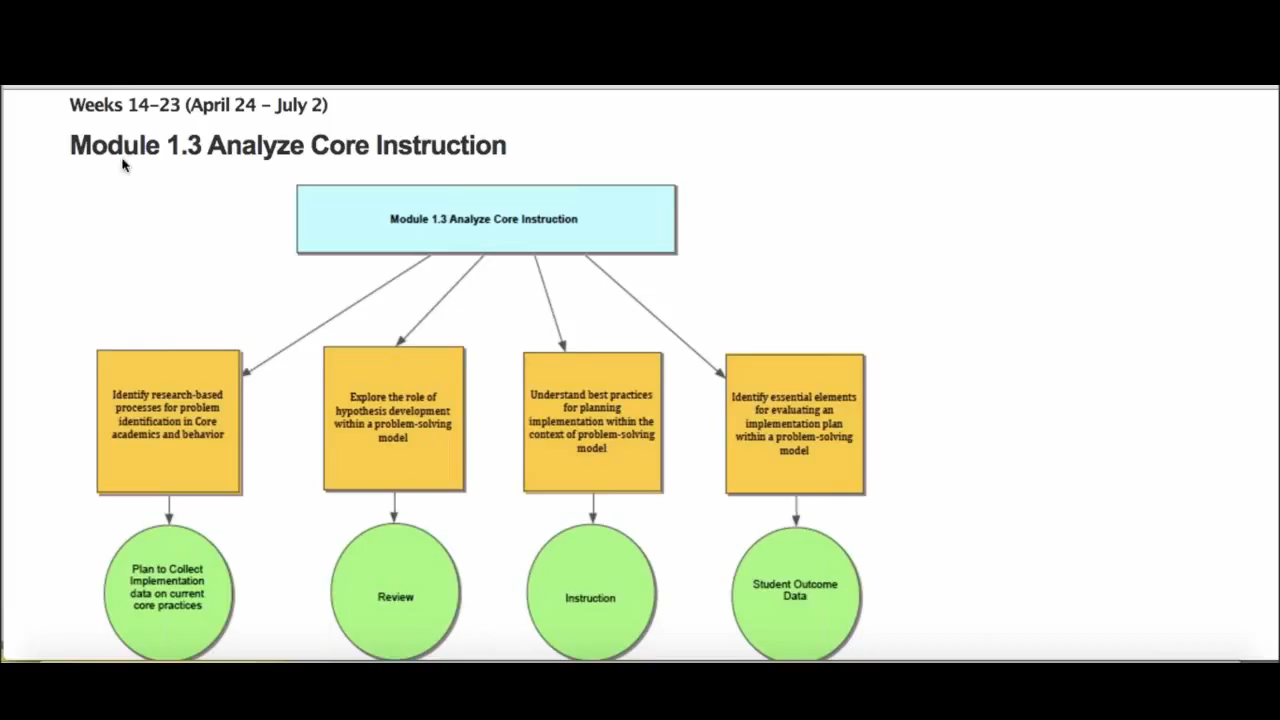 Weeks 14–23 (April 24 – July 2)
Module 1.3 Analyze Core Instruction
Module 1.3 Analyze Core Instruction
Identify research-based
processes for problem
identification in Core
academics and behavior
Explore the role of
hypothesis development
within a problem-solving
model
Understand best practices
for planning
implementation within the
context of problem-solving
model
Identify essential elements
for evaluating an
implementation plan
within a problem-solving
model
Plan to Collect
Implementation
data on current
core practices
Review
Instruction
Student Outcome
Data